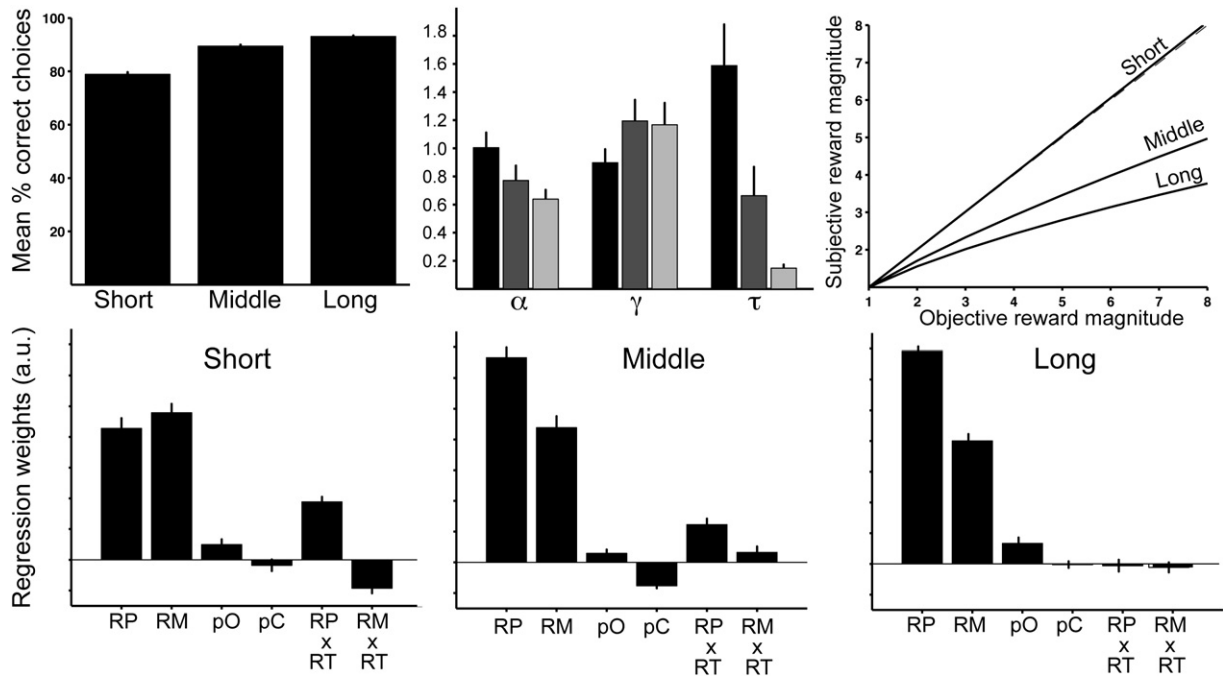 Mean % correct choices
100
80
60
40
20
Short Middle Long
1.8
1.6
1.4
1.2
1.0
0.8
0.6
0.4
0.2
α γ τ
Subjective reward magnitude
8
7
6
5
4
3
2
Short
Middle
Long
1 2 3 4 5 6 7 8
Objective reward magnitude
Regression weights (a.u.)
Short
RP RM pO pC RP x RT RM x RT
Middle
RP RM pO pC RP x RT RM x RT
Long
RP RM pO pC RP x RT RM x RT